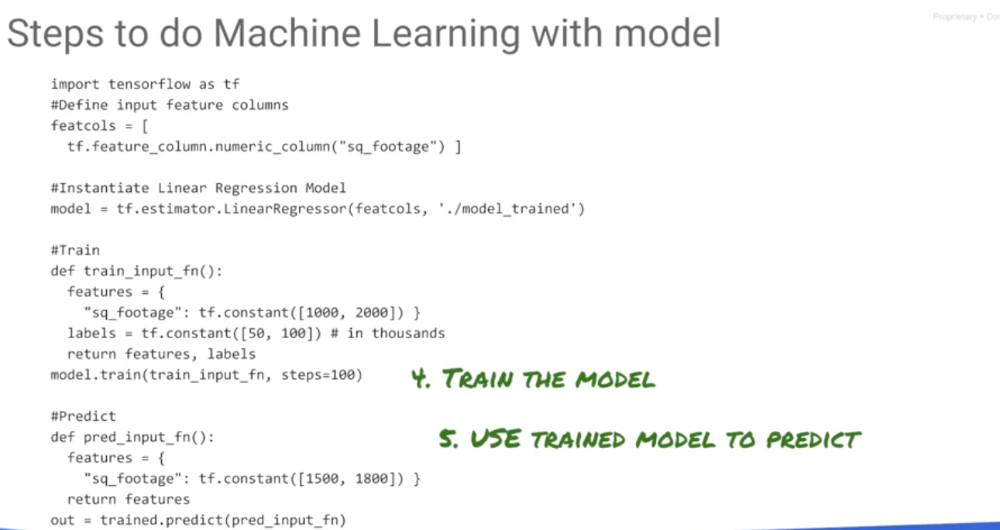 Proprietary + Co
Steps to do Machine Learning with model
import tensorflow as tf
#Define input feature columns
featcols = [
  tf.feature_column.numeric_column("sq_footage") ]
#Instantiate Linear Regression Model
model = tf.estimator.LinearRegressor(featcols, './model_trained')
#Train
def train_input_fn():
  features = {
    "sq_footage": tf.constant([1000, 2000]) }
  labels = tf.constant([50, 100]) # in thousands
  return features, labels
model.train(train_input_fn, steps=100)
4. TRAIN THE MODEL
#Predict
def pred_input_fn():
5. USE TRAINED MODEL TO PREDICT
  features = {
    "sq_footage": tf.constant([1500, 1800]) }
  return features
out = trained.predict(pred_input_fn)